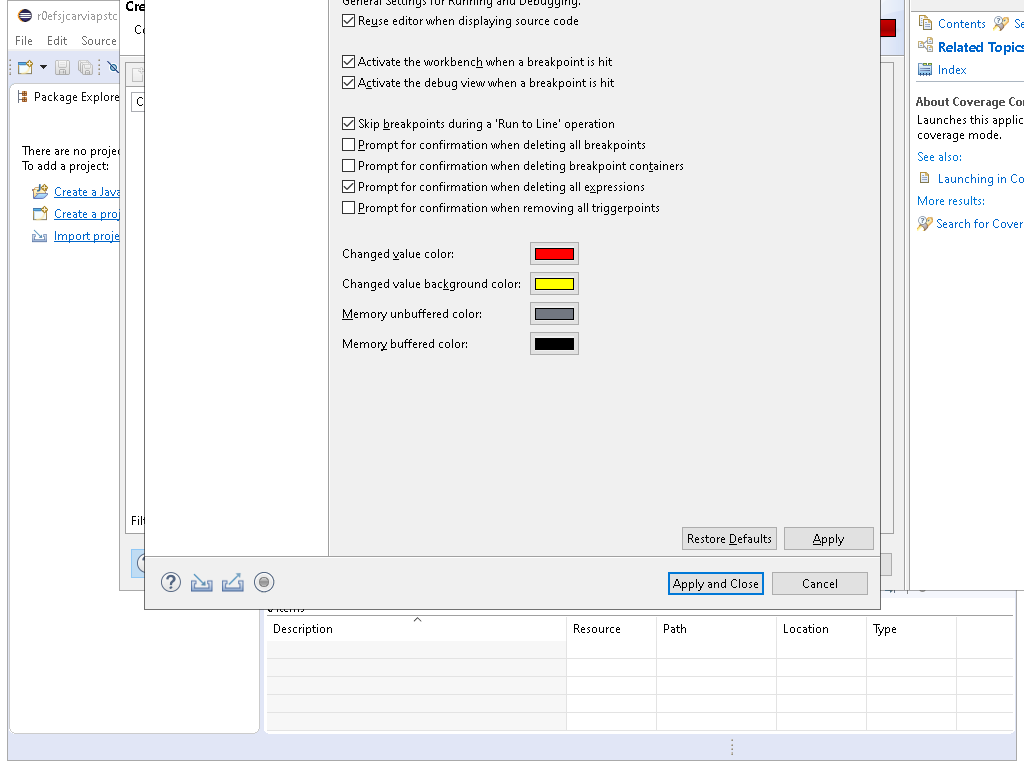 r0efsjcarviapstc
File Edit Source
Package Explore
There are no projec
To add a project:
Create a Java
Create a proj
Import proje
Cre
Co
C
Filt
General Settings for Running and Debugging.
Reuse editor when displaying source code
Activate the workbench when a breakpoint is hit
Activate the debug view when a breakpoint is hit
Skip breakpoints during a 'Run to Line' operation
Prompt for confirmation when deleting all breakpoints
Prompt for confirmation when deleting breakpoint containers
Prompt for confirmation when deleting all expressions
Prompt for confirmation when removing all triggerpoints
Changed value color:
Changed value background color:
Memory unbuffered color:
Memory buffered color:
Restore Defaults Apply
Apply and Close Cancel
Contents Se
Related Topics
Index
About Coverage Co
Launches this applic
coverage mode.
See also:
Launching in Co
More results:
Search for Cover
0 items
Description Resource Path Location Type